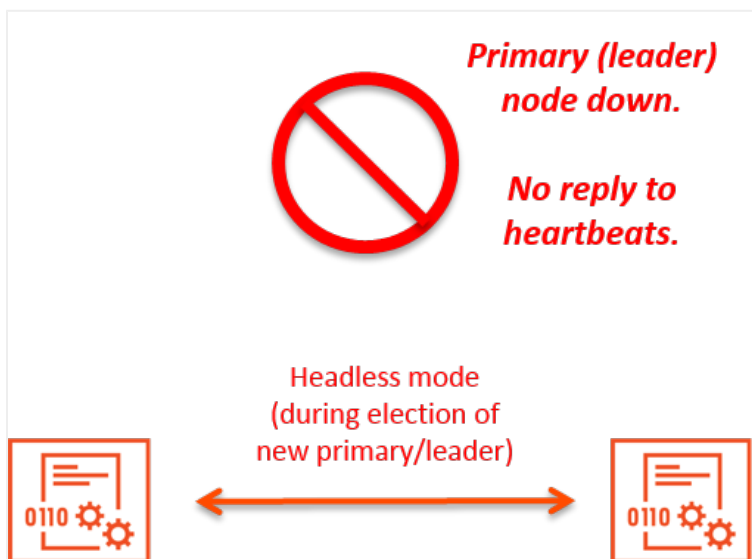 Primary (leader)
node down.
No reply to
heartbeats.
Headless mode
(during election of
new primary/leader)
0110
0110